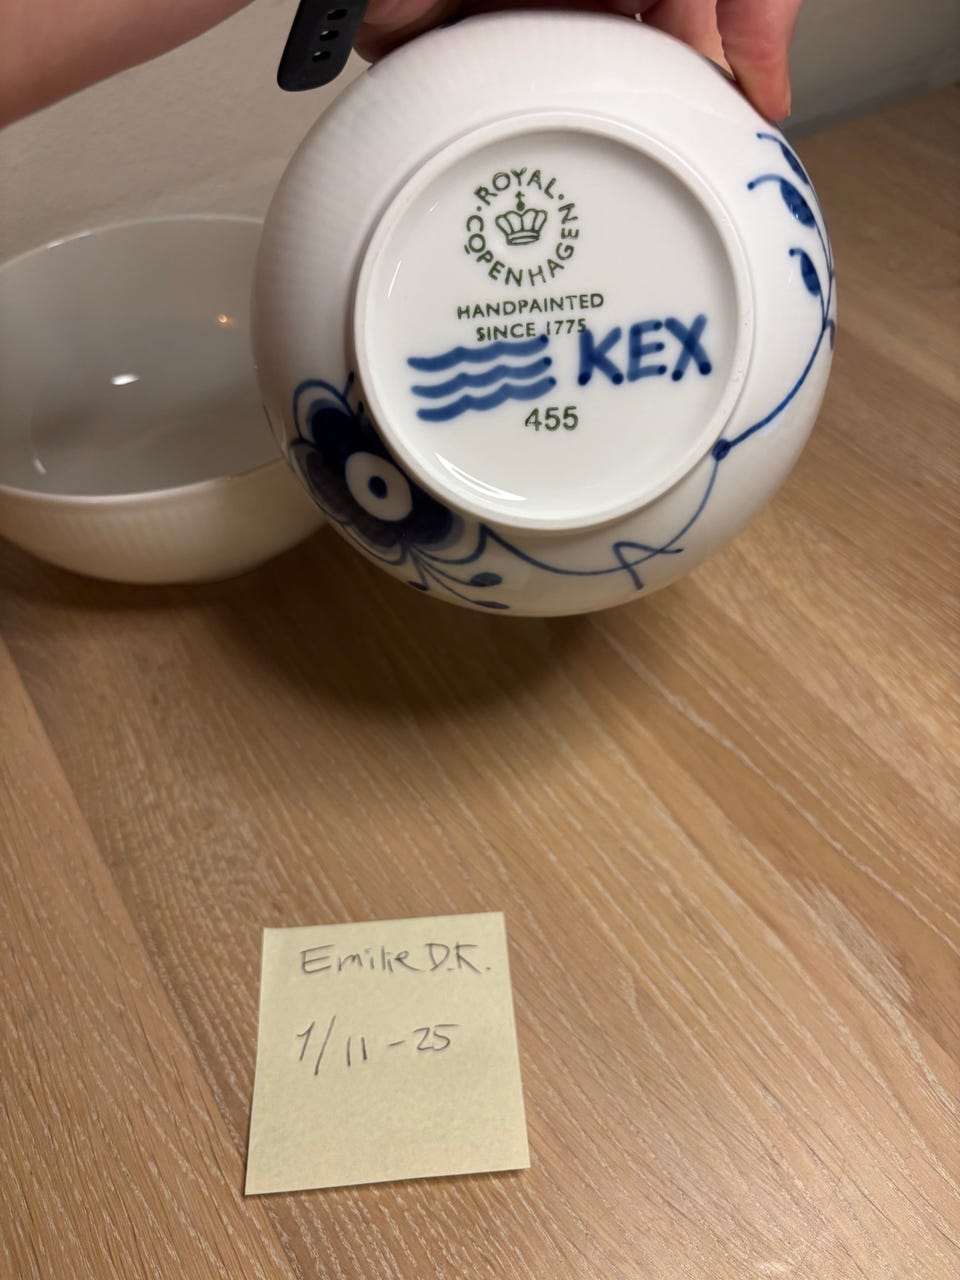 ROYAL · COPENHAGEN ·
HANDPAINTED
SINCE 1775
KEX
455
Emilie D.K.
1/11-25